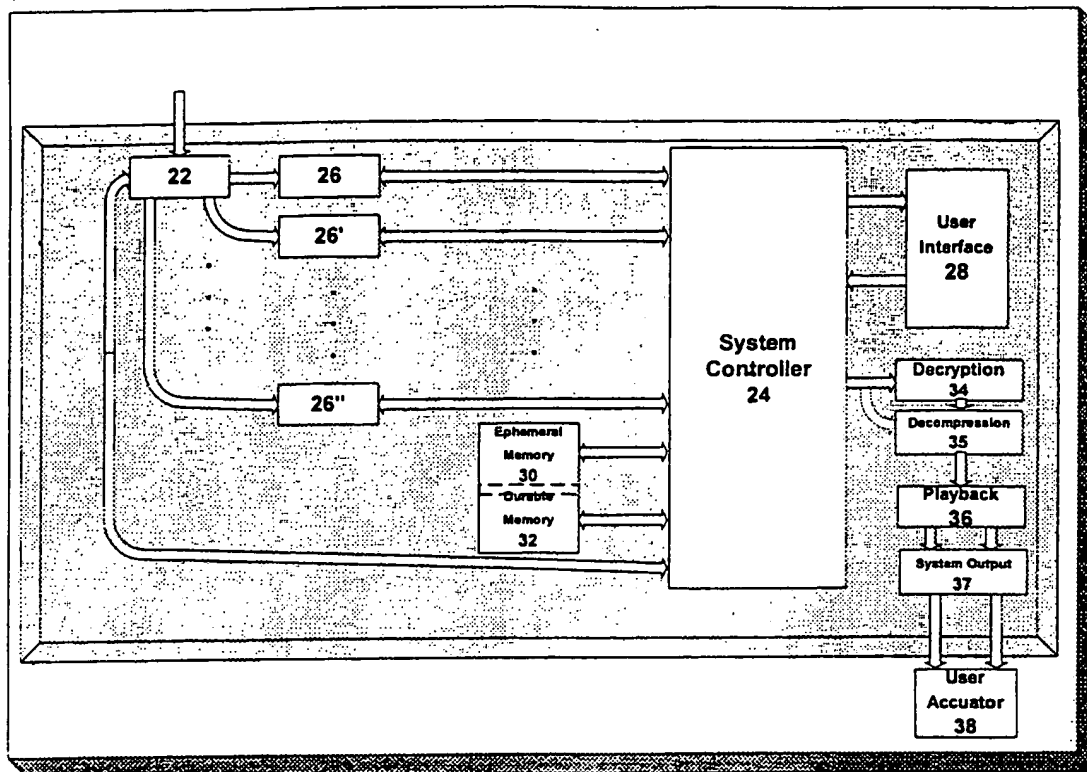 22
26
26'
26"
Ephemeral
Memory
30
Durable
Memory
32
System
Controller
24
User
Interface
28
Decryption
34
Decompression
35
Playback
36
System Output
37
User
Accuator
38